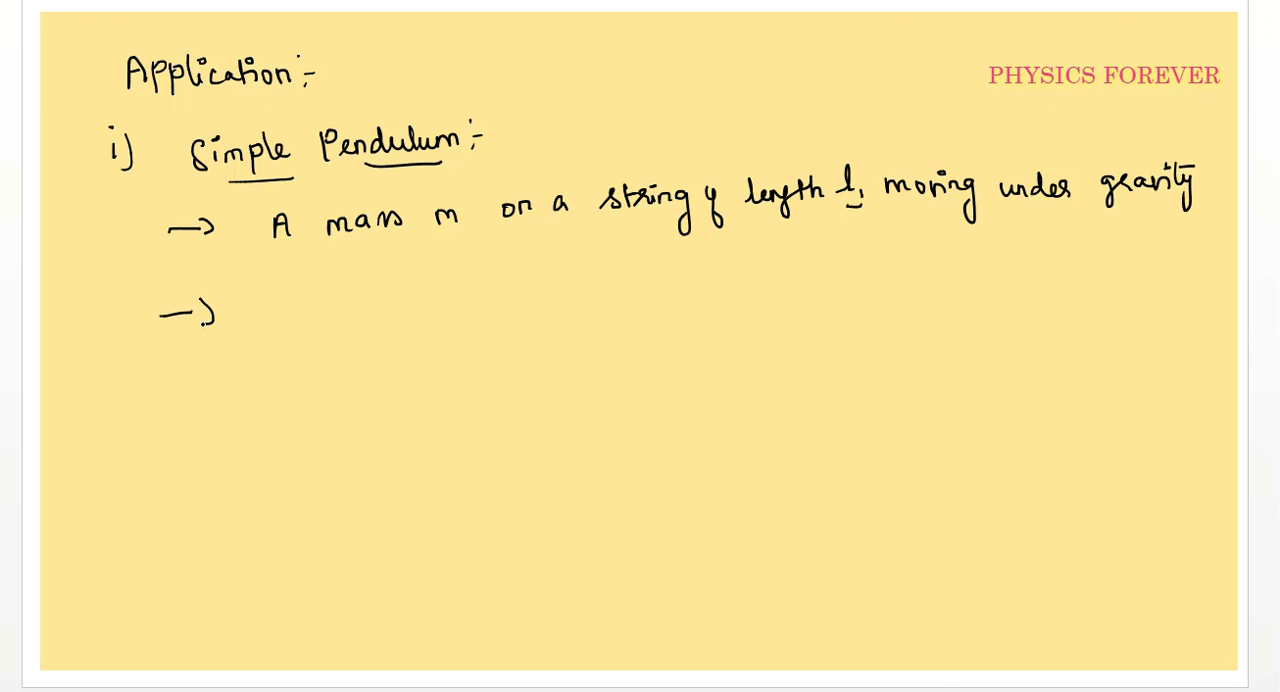 Application:-
PHYSICS FOREVER
i) Simple Pendulum:-
→ A mass m on a string of length l, moving under gravity
→